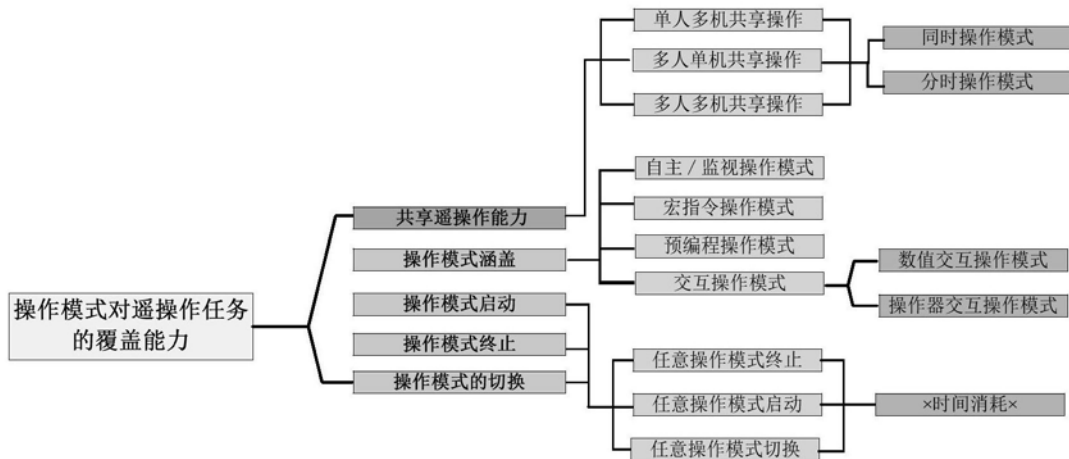 操作模式对遥操作任务
的覆盖能力
共享遥操作能力
操作模式涵盖
操作模式启动
操作模式终止
操作模式的切换
单人多机共享操作
多人单机共享操作
多人多机共享操作
同时操作模式
分时操作模式
自主/监视操作模式
宏指令操作模式
预编程操作模式
交互操作模式
数值交互操作模式
操作器交互操作模式
任意操作模式终止
任意操作模式启动
任意操作模式切换
×时间消耗×